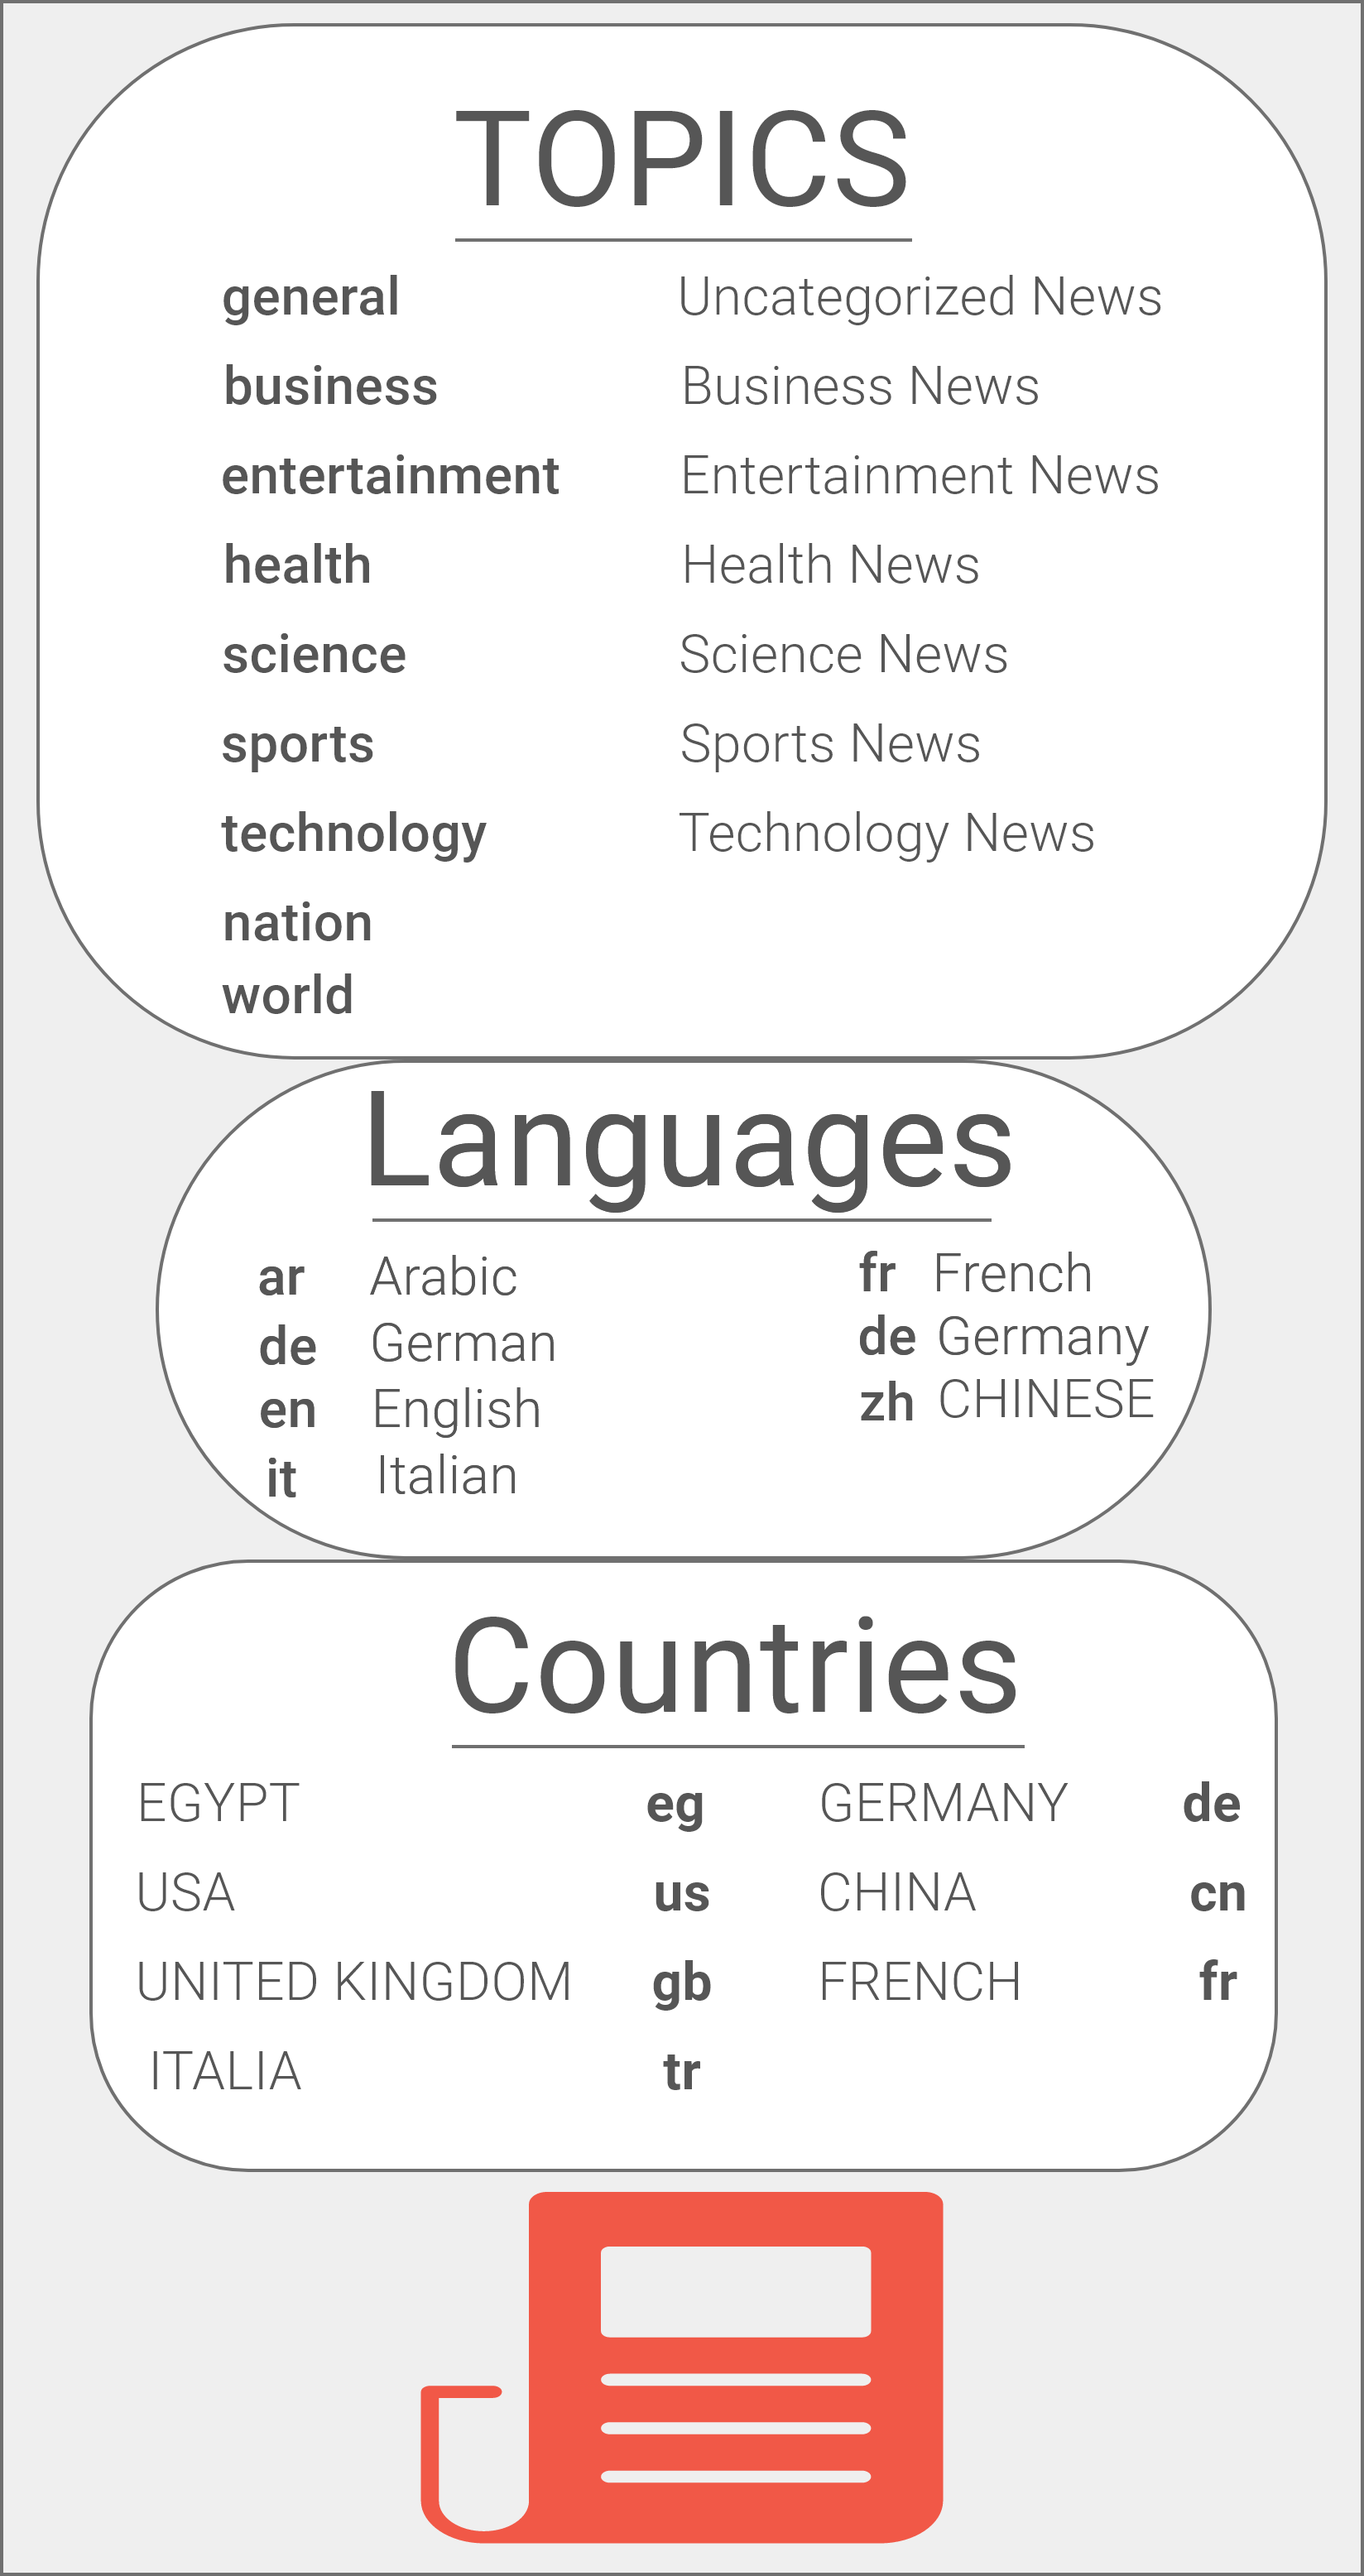 TOPICS
general Uncategorized News
business Business News
entertainment Entertainment News
health Health News
science Science News
sports Sports News
technology Technology News
nation
world
Languages
ar Arabic
de German
en English
it Italian
fr French
de Germany
zh CHINESE
Countries
EGYPT eg
USA us
UNITED KINGDOM gb
ITALIA tr
GERMANY de
CHINA cn
FRENCH fr